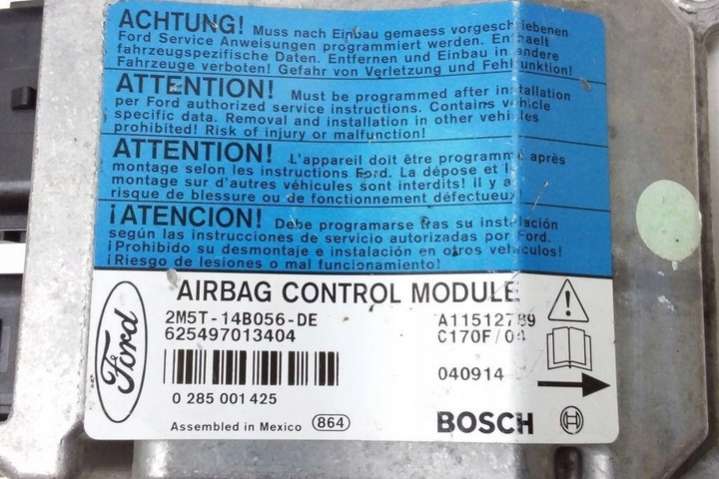 ACHTUNG! Muss nach Einbau gemaess vorgeschriebenen
Ford Service Anweisungen programmiert werden. Enthaelt
fahrzeugspezifische Daten. Entfernen und Einbau in andere
Fahrzeuge verboten! Gefahr von Verletzung und Fehlfunktion!
ATTENTION! Must be programmed after installation
per Ford authorized service instructions. Contains vehicle
specific data. Removal and installation in other vehicles
prohibited! Risk of injury or malfunction!
ATTENTION! L'appareil doit être programmé après
montage selon les instructions Ford. La dépose et l
montage sur d'autres véhicules sont interdits! Il y a
risque de blessure ou de fonctionnement défectueux!
¡ATENCION! Debe programarse tras su instalación
según las instrucciones de servicio autorizadas por Ford.
¡Prohibido su desmontaje e instalación en otros vehículos!
¡Riesgo de lesiones o mal funcionamiento!
AIRBAG CONTROL MODULE
Ford
2M5T-14B056-DE A11512789
625497013404 C170F/04
040914
0 285 001 425
Assembled in Mexico 864 BOSCH